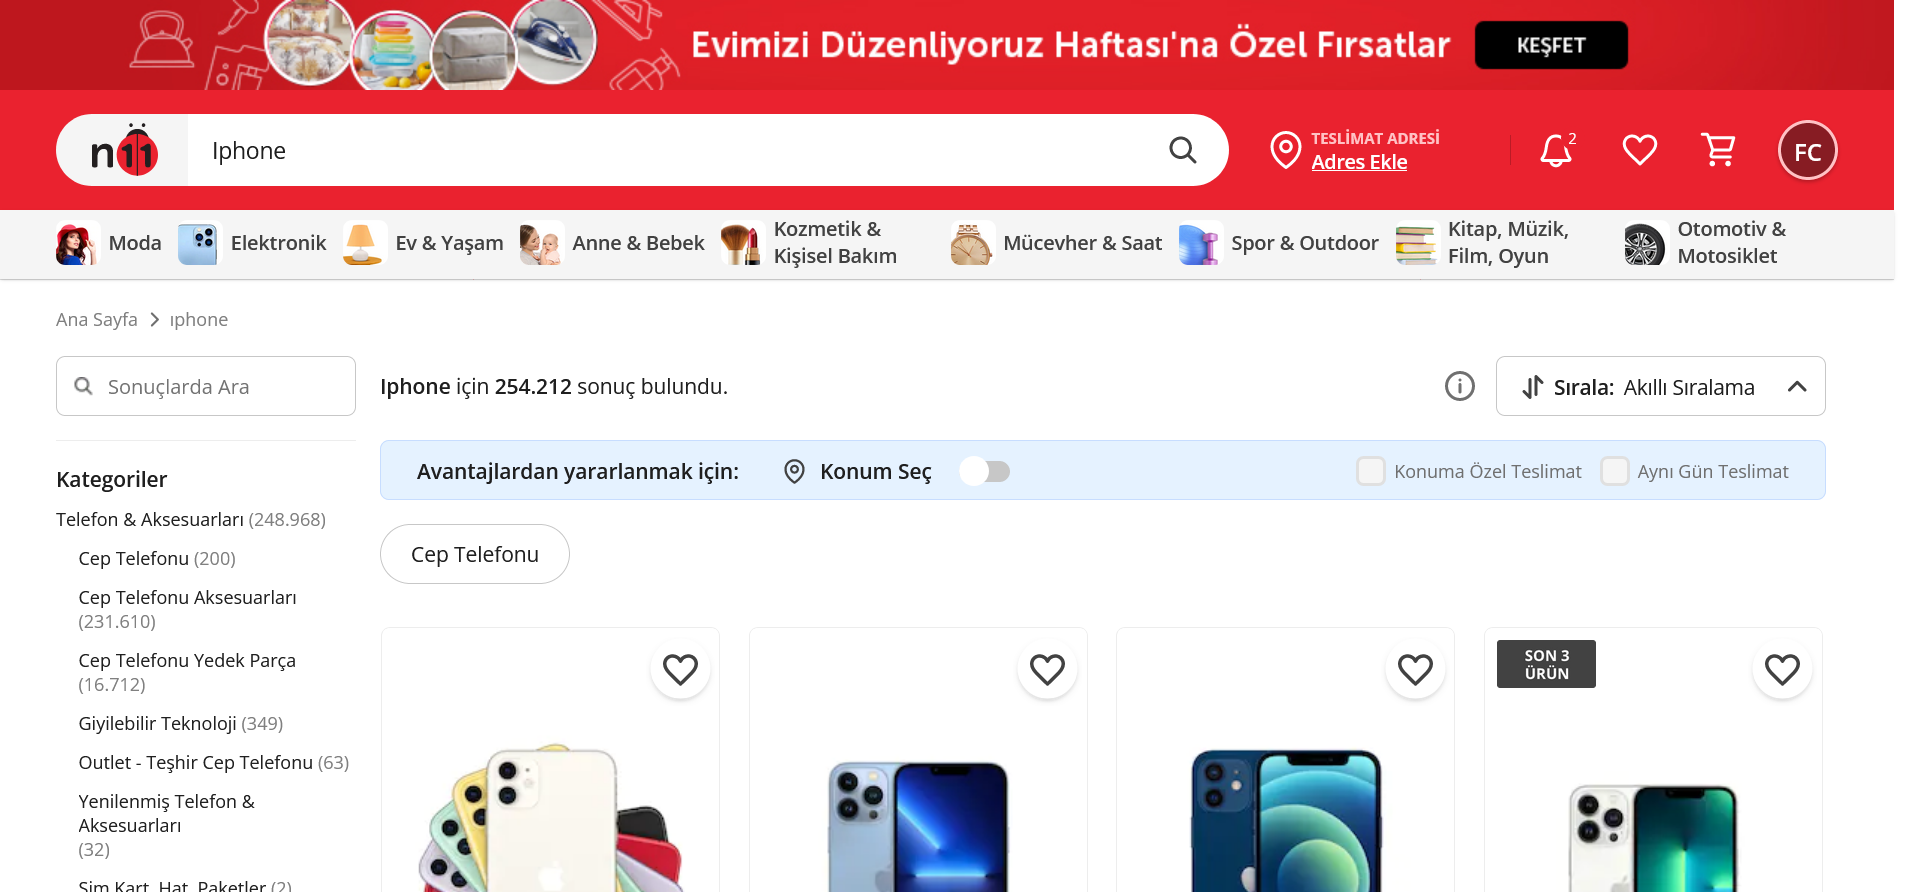 Evimizi Düzenliyoruz Haftası'na Özel Fırsatlar
KEŞFET
n11
Iphone
TESLİMAT ADRESİ
Adres Ekle
2
FC
Moda
Elektronik
Ev & Yaşam
Anne & Bebek
Kozmetik &
Kişisel Bakım
Mücevher & Saat
Spor & Outdoor
Kitap, Müzik,
Film, Oyun
Otomotiv &
Motosiklet
Ana Sayfa > ıphone
Sonuçlarda Ara
Iphone için 254.212 sonuç bulundu.
Sırala: Akıllı Sıralama
Avantajlardan yararlanmak için:
Konum Seç
Konuma Özel Teslimat
Aynı Gün Teslimat
Kategoriler
Telefon & Aksesuarları (248.968)
Cep Telefonu (200)
Cep Telefonu Aksesuarları
(231.610)
Cep Telefonu Yedek Parça
(16.712)
Giyilebilir Teknoloji (349)
Outlet - Teşhir Cep Telefonu (63)
Yenilenmiş Telefon &
Aksesuarları
(32)
Sim Kart, Hat, Paketler (2)
Cep Telefonu
SON 3
ÜRÜN